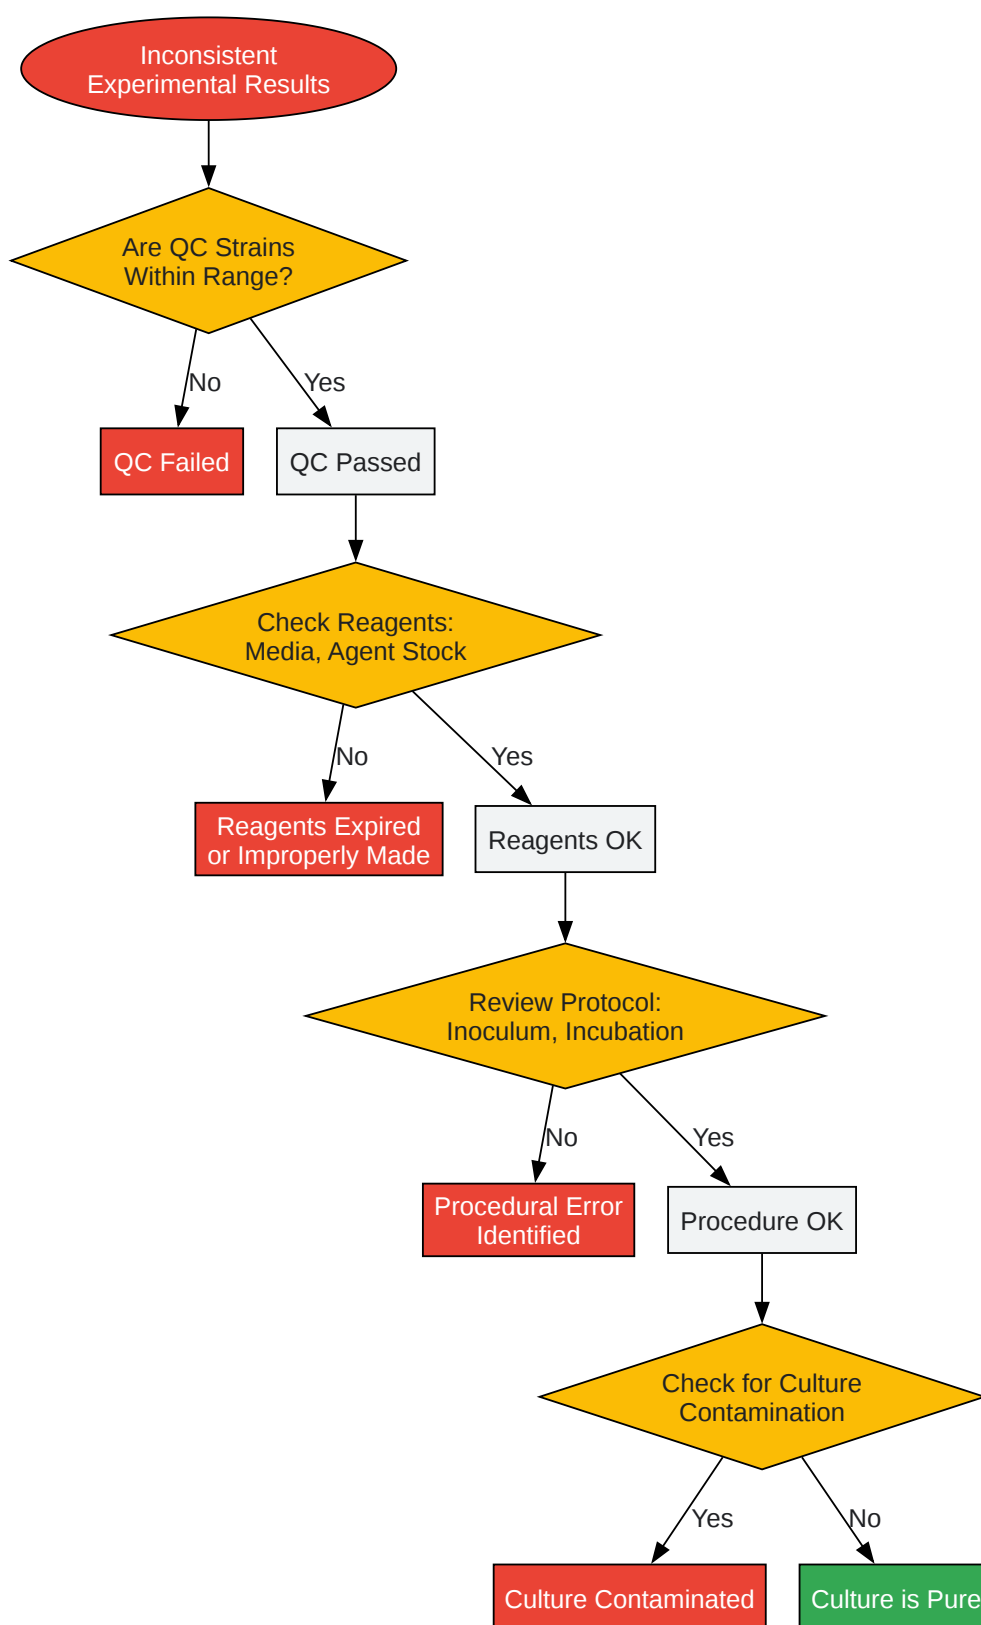 Inconsistent
Experimental Results
Are QC Strains
Within Range?
No
Yes
QC Failed
QC Passed
Check Reagents:
Media, Agent Stock
No
Yes
Reagents Expired
or Improperly Made
Reagents OK
Review Protocol:
Inoculum, Incubation
No
Yes
Procedural Error
Identified
Procedure OK
Check for Culture
Contamination
Yes
No
Culture Contaminated
Culture is Pure